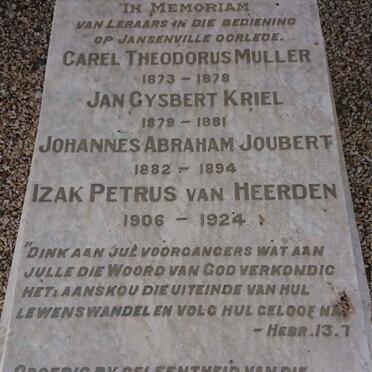 IN MEMORIAM
VAN LERAARS IN DIE BEDIENING
OP JANSENVILLE OORLEDE.
CAREL THEODORUS MULLER
1873 - 1878
JAN GYSBERT KRIEL
1879 - 1881
JOHANNES ABRAHAM JOUBERT
1882 - 1894
IZAK PETRUS VAN HEERDEN
1906 - 1924
"DINK AAN JUL VOORGANGERS WAT AAN
JULLE DIE WOORD VAN GOD VERKONDIG
HET: AANSKOU DIE UITEINDE VAN HUL
LEWENSWANDEL EN VOLG HUL GELOOF NA
- HEBR. 13.7
GELEENTHEID VAN DIE